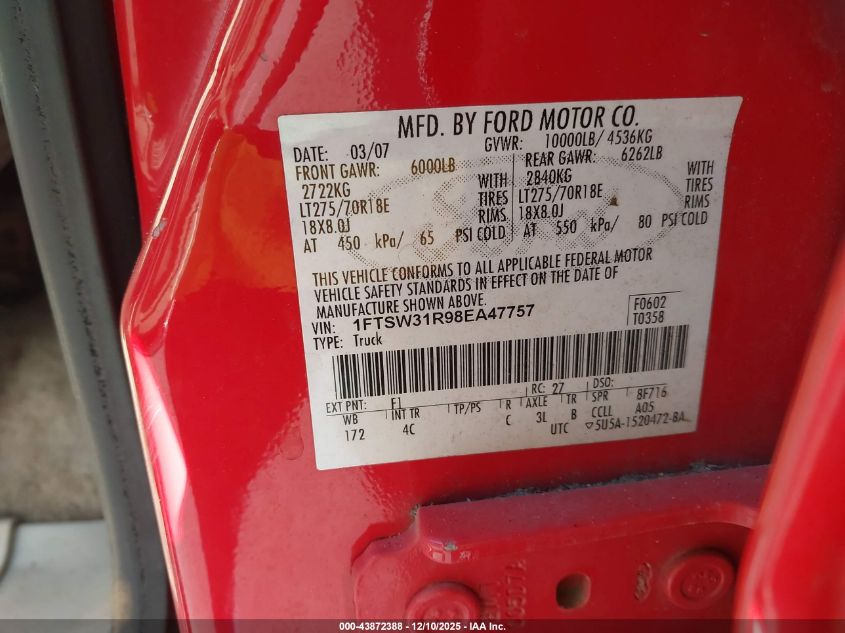 MFD. BY FORD MOTOR CO.
DATE: 03/07 GVWR: 10000LB/ 4536KG
FRONT GAWR: 6000LB REAR GAWR: 6262LB
2722KG WITH 2840KG WITH
LT275/70R18E TIRES LT275/70R18E TIRES
18X8.0J RIMS 18X8.0J RIMS
AT 450 kPa/ 65 PSI COLD AT 550 kPa/ 80 PSI COLD
THIS VEHICLE CONFORMS TO ALL APPLICABLE FEDERAL MOTOR
VEHICLE SAFETY STANDARDS IN EFFECT ON THE DATE OF
MANUFACTURE SHOWN ABOVE.
VIN: 1FTSW31R98EA47757 F0602
TYPE: Truck T0358
EXT PNT: F1 RC: 27 DSO:
WB INT TR TP/PS R AXLE TR SPR 8F716
172 4C C 3L B CCLL A05
UTC ▽5U5A-1520472-BA
000-43872388 - 12/10/2025 - IAA Inc.